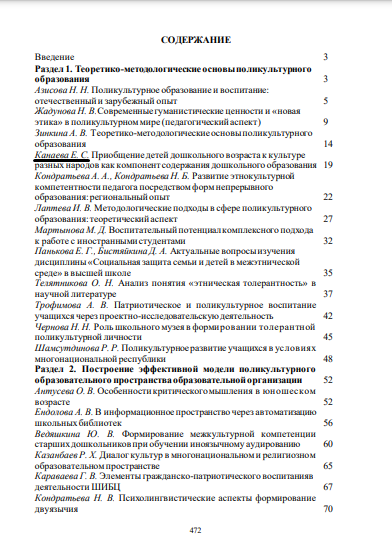 СОДЕРЖАНИЕ
Введение 3
Раздел 1. Теоретико-методологические основы поликультурного
образования 3
Азисова Н. Н. Поликультурное образование и воспитание:
отечественный и зарубежный опыт 5
Жадунова Н. В. Современные гуманистические ценности и «новая
этика» в поликультурном мире (педагогический аспект) 9
Зинкина А. В. Теоретико-методологические основы поликультурного
образования 14
Канаева Е. С. Приобщение детей дошкольного возраста к культуре
разных народов как компонент содержания дошкольного образования 19
Кондратьева А. А., Кондратьева Н. Б. Развитие этнокультурной
компетентности педагога посредством форм непрерывного
образования: региональный опыт 22
Лаптева И. В. Методологические подходы в сфере поликультурного
образования: теоретический аспект 27
Мартынова М. Д. Воспитательный потенциал комплексного подхода
к работе с иностранными студентами 32
Панькова Е. Г., Бистяйкина Д. А. Актуальные вопросы изучения
дисциплины «Социальная защита семьи и детей в межэтнической
среде» в высшей школе 35
Телятникова О. Н. Анализ понятия «этническая толерантность» в
научной литературе 37
Трофимова А. В. Патриотическое и поликультурное воспитание
учащихся через проектно-исследовательскую деятельность 42
Чернова Н. Н. Роль школьного музея в формировании толерантной
поликультурной личности 45
Шамсутдинова Р. Р. Поликультурное развитие учащихся в условиях
многонациональной республики 48
Раздел 2. Построение эффективной модели поликультурного
образовательного пространства образовательной организации 52
Антусева О. В. Особенности критического мышления в юношеском
возрасте 52
Ендолова А. В. В информационное пространство через автоматизацию
школьных библиотек 56
Ведяшкина Ю. В. Формирование межкультурной компетенции
старших дошкольников при обучении иноязычному аудированию 60
Казанбаев Р. Х. Диалог культур в многонациональном и религиозном
образовательном пространстве 65
Караваева Г. В. Элементы гражданско-патриотического воспитания в
деятельности ШИБЦ 67
Кондратьева Н. В. Психолингвистические аспекты формирование
двуязычия 70
472